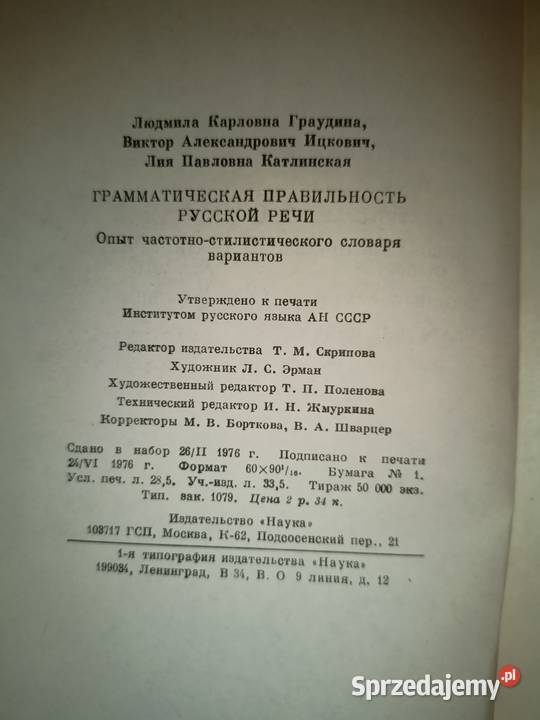 Людмила Карловна Граудина,
Виктор Александрович Ицкович,
Лия Павловна Катлинская
ГРАММАТИЧЕСКАЯ ПРАВИЛЬНОСТЬ
РУССКОЙ РЕЧИ
Опыт частотно-стилистического словаря
вариантов
Утверждено к печати
Институтом русского языка АН СССР
Редактор издательства Т. М. Скрипова
Художник Л. С. Эрман
Художественный редактор Т. П. Поленова
Технический редактор И. Н. Жмуркина
Корректоры М. В. Борткова, В. А. Шварцер
Сдано в набор 26/II 1976 г. Подписано к печати
24/VI 1976 г. Формат 60×90¹/₁₆. Бумага № 1.
Усл. печ. л. 28,5. Уч.-изд. л. 33,5. Тираж 50 000 экз.
Тип. зак. 1079. Цена 2 р. 34 к.
Издательство «Наука»
103717 ГСП, Москва, К-62, Подсосенский пер., 21
1-я типография издательства «Наука»
199034, Ленинград, В 34, В. О 9 линия, д. 12
Sprzedajemy.pl